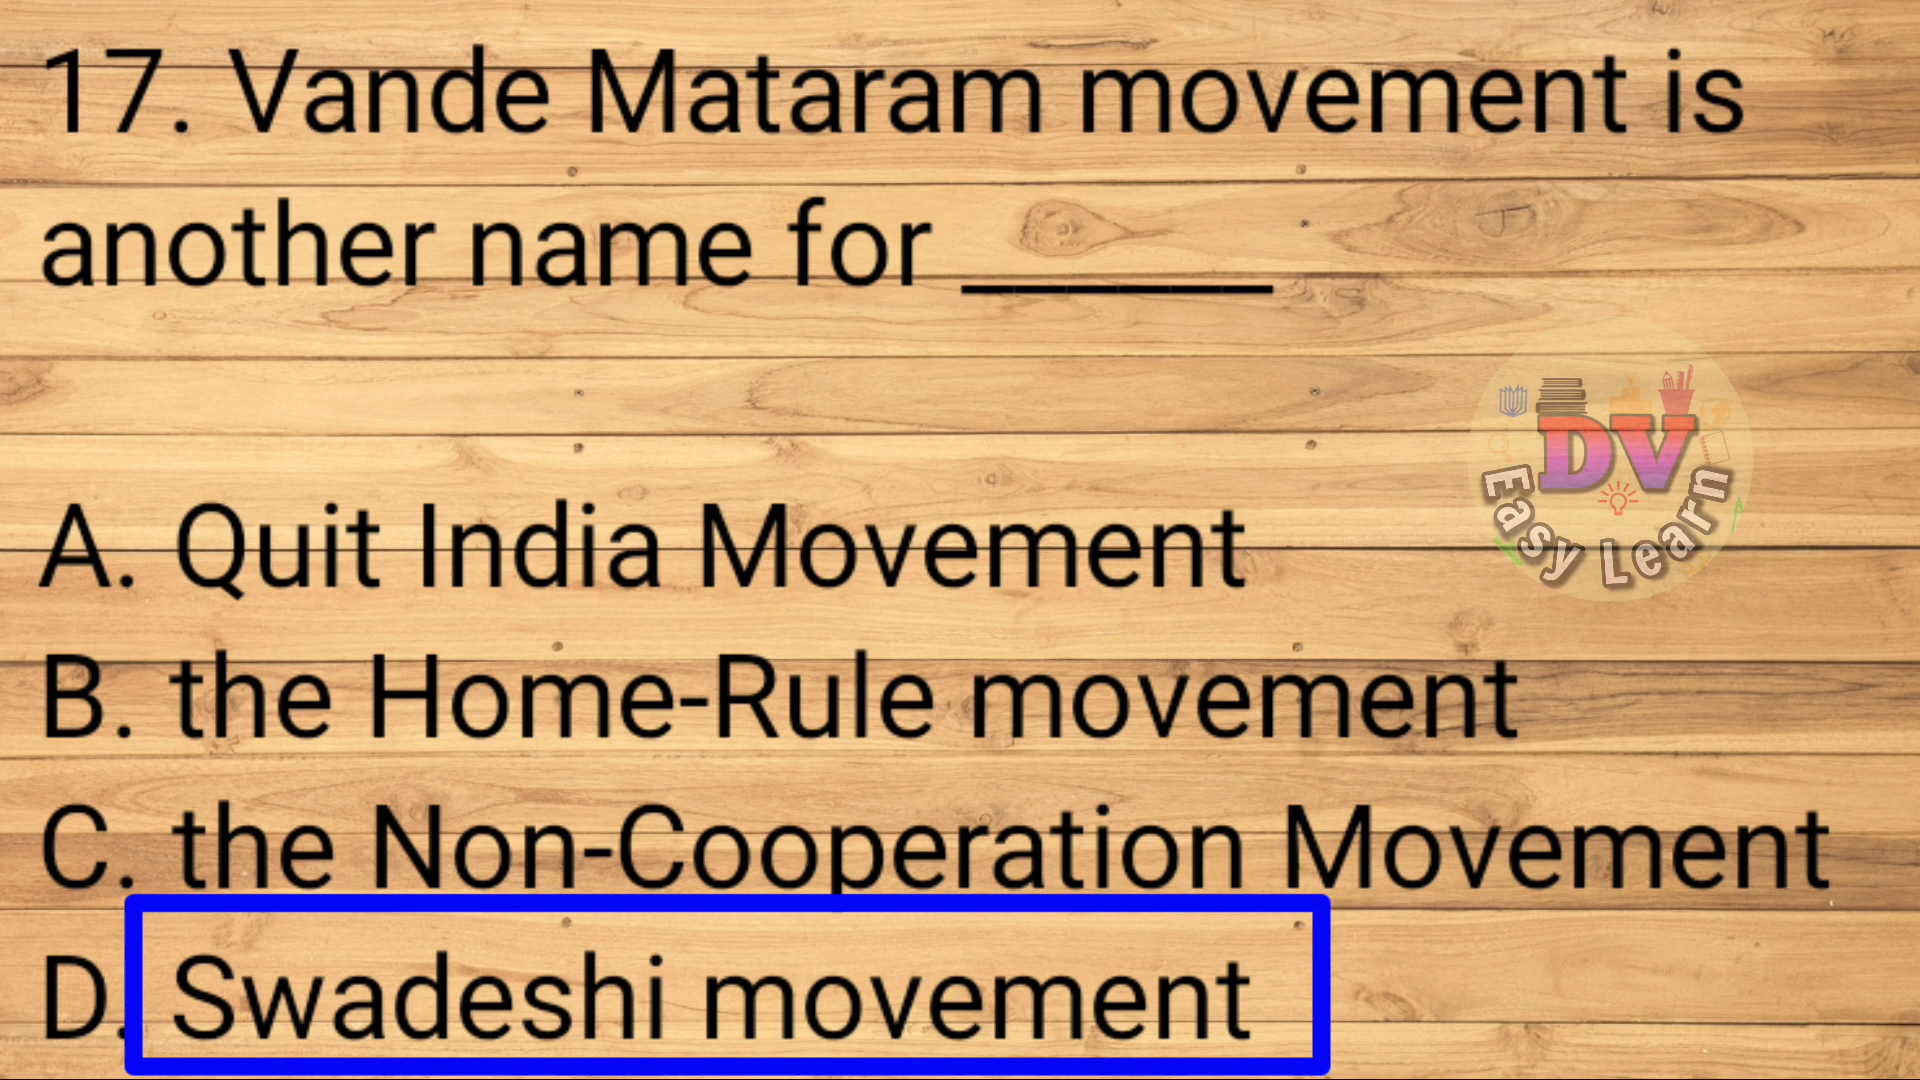 17. Vande Mataram movement is
another name for ______
DV
Easy Learn
A. Quit India Movement
B. the Home-Rule movement
C. the Non-Cooperation Movement
D. Swadeshi movement